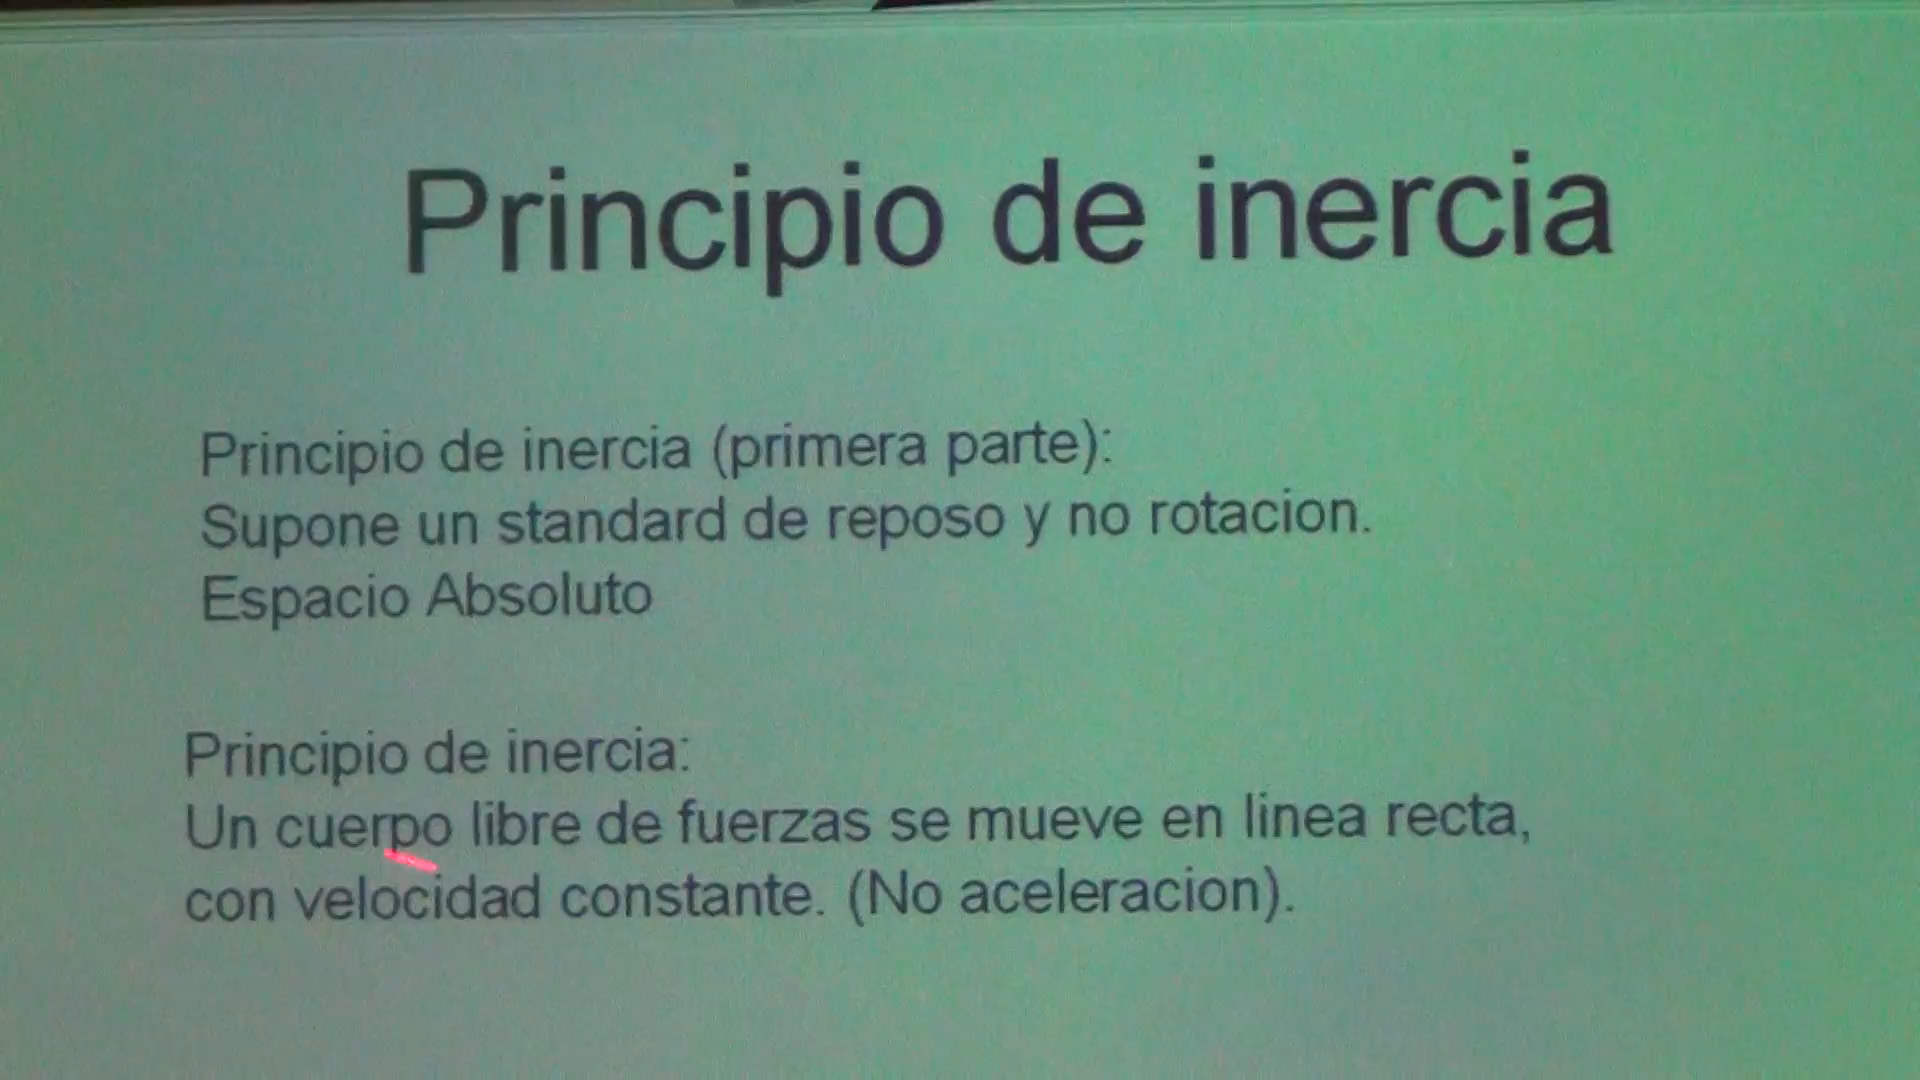 Principio de inercia
Principio de inercia (primera parte):
Supone un standard de reposo y no rotacion.
Espacio Absoluto
Principio de inercia:
Un cuerpo libre de fuerzas se mueve en linea recta,
con velocidad constante. (No aceleracion).